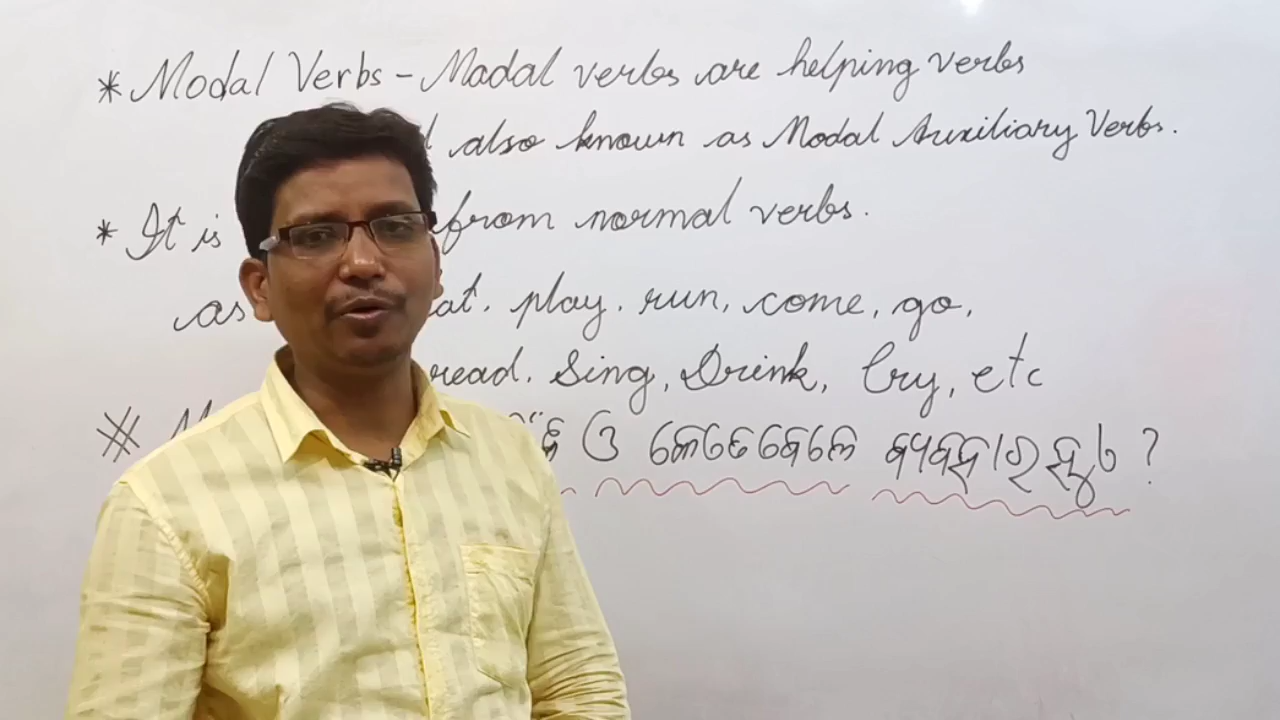 * Modal Verbs - Modal verbs are helping verbs
also known as Modal Auxiliary Verbs.
* It is from normal verbs.
as play, run, come, go,
read, Sing, Drink, Cry, etc
ଓ କେତେବେଳେ ବ୍ୟବହାର ହୁଏ ?